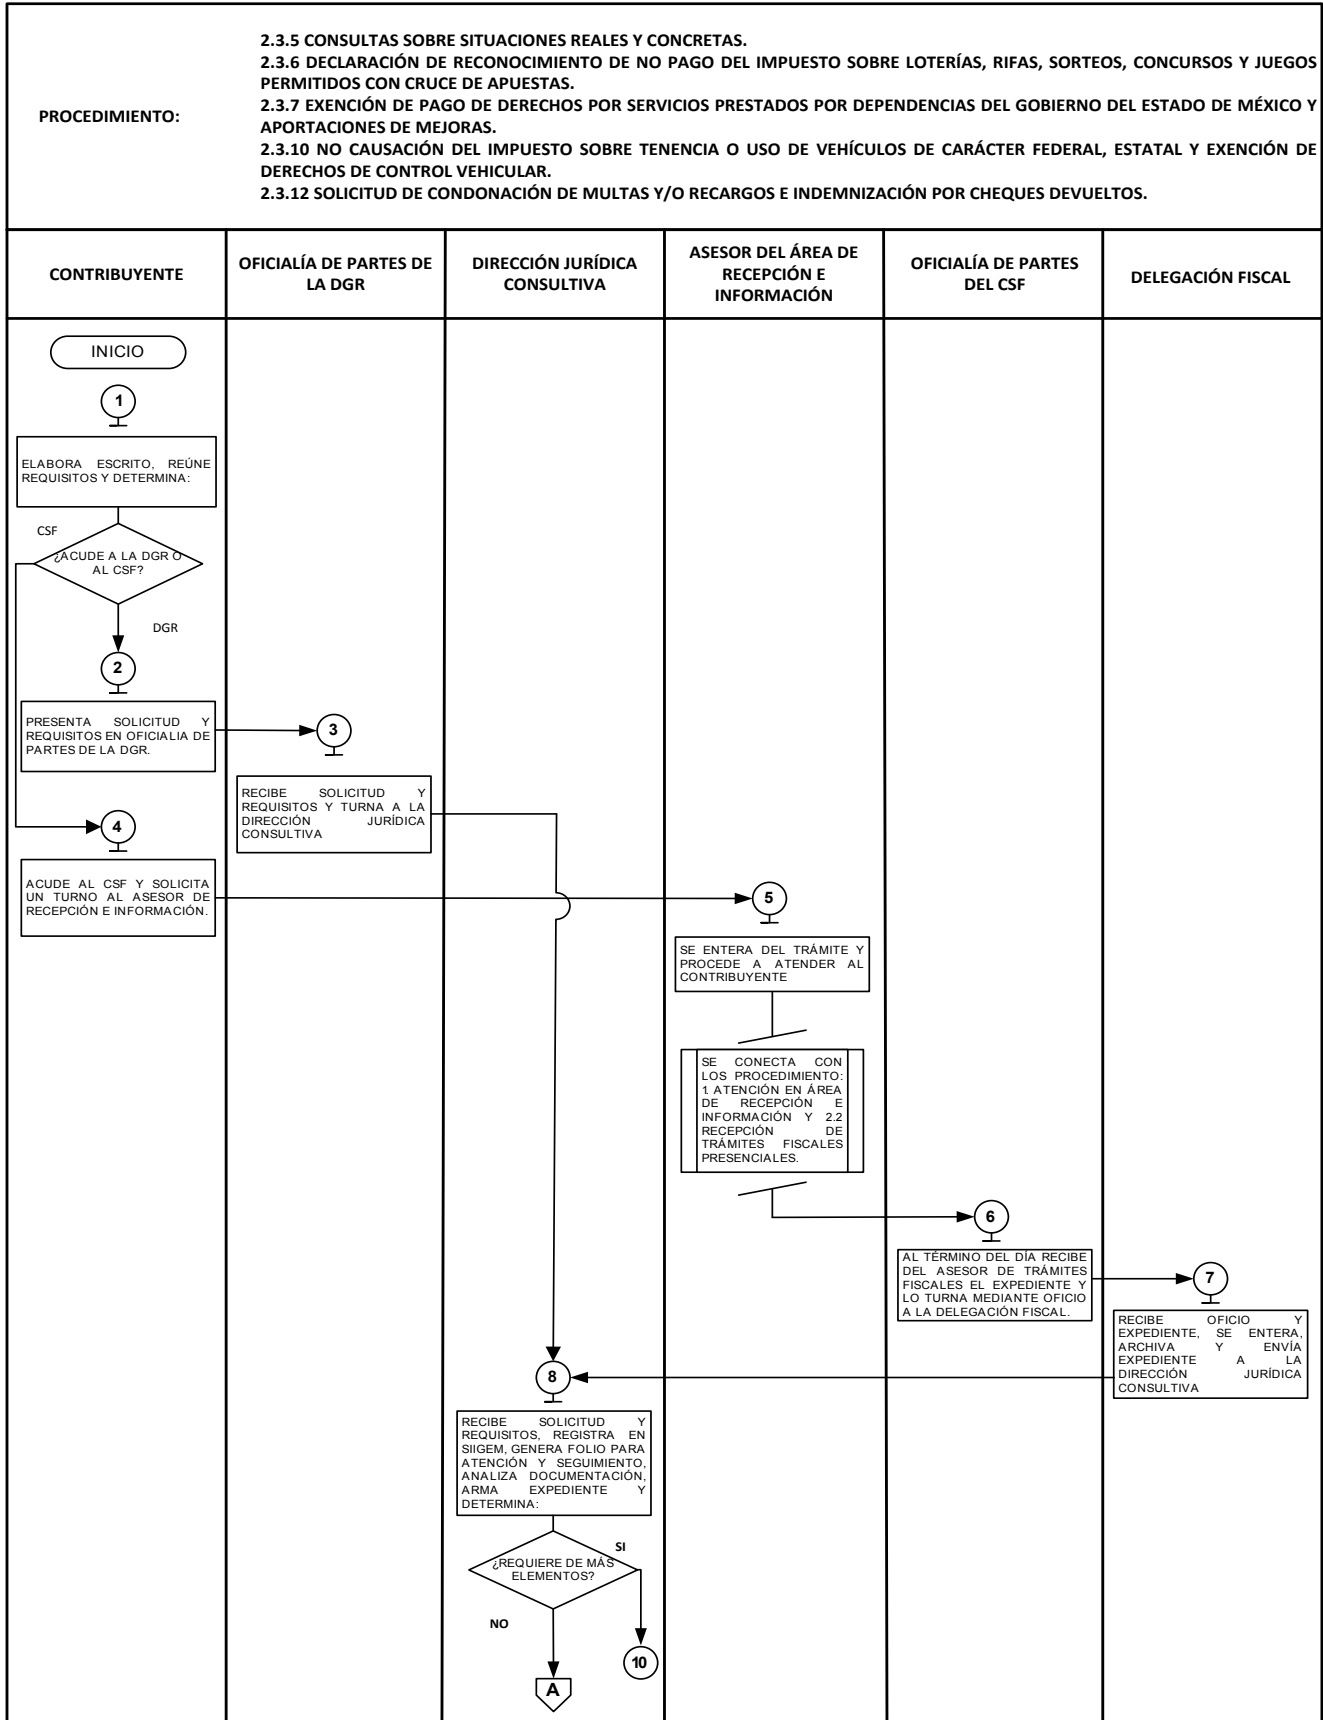 2.3.5 CONSULTAS SOBRE SITUACIONES REALES Y CONCRETAS.
2.3.6 DECLARACIÓN DE RECONOCIMIENTO DE NO PAGO DEL IMPUESTO SOBRE LOTERÍAS, RIFAS, SORTEOS, CONCURSOS Y JUEGOS
PERMITIDOS CON CRUCE DE APUESTAS.
PROCEDIMIENTO:
2.3.7 EXENCIÓN DE PAGO DE DERECHOS POR SERVICIOS PRESTADOS POR DEPENDENCIAS DEL GOBIERNO DEL ESTADO DE MÉXICO Y
APORTACIONES DE MEJORAS.
2.3.10 NO CAUSACIÓN DEL IMPUESTO SOBRE TENENCIA O USO DE VEHÍCULOS DE CARÁCTER FEDERAL, ESTATAL Y EXENCIÓN DE
DERECHOS DE CONTROL VEHICULAR.
2.3.12 SOLICITUD DE CONDONACIÓN DE MULTAS Y/O RECARGOS E INDEMNIZACIÓN POR CHEQUES DEVUELTOS.
CONTRIBUYENTE
OFICIALÍA DE PARTES DE
LA DGR
DIRECCIÓN JURÍDICA
CONSULTIVA
ASESOR DEL ÁREA DE
RECEPCIÓN E
INFORMACIÓN
OFICIALÍA DE PARTES
DEL CSF
DELEGACIÓN FISCAL
INICIO
1
ELABORA ESCRITO, REÚNE
REQUISITOS Y DETERMINA:
CSF
¿ACUDE A LA DGR O
AL CSF?
DGR
2
PRESENTA SOLICITUD Y
REQUISITOS EN OFICIALIA DE
PARTES DE LA DGR.
3
RECIBE SOLICITUD Y
REQUISITOS Y TURNA A LA
DIRECCIÓN JURÍDICA
CONSULTIVA
4
ACUDE AL CSF Y SOLICITA
UN TURNO AL ASESOR DE
RECEPCIÓN E INFORMACIÓN.
5
SE ENTERA DEL TRÁMITE Y
PROCEDE A ATENDER AL
CONTRIBUYENTE
SE CONECTA CON
LOS PROCEDIMIENTO:
1 ATENCIÓN EN ÁREA
DE RECEPCIÓN E
INFORMACIÓN Y 2.2
RECEPCIÓN DE
TRÁMITES FISCALES
PRESENCIALES.
6
AL TÉRMINO DEL DÍA RECIBE
DEL ASESOR DE TRÁMITES
FISCALES EL EXPEDIENTE Y
LO TURNA MEDIANTE OFICIO
A LA DELEGACIÓN FISCAL.
7
RECIBE OFICIO Y
EXPEDIENTE, SE ENTERA,
ARCHIVA Y ENVÍA
EXPEDIENTE A LA
DIRECCIÓN JURÍDICA
CONSULTIVA
8
RECIBE SOLICITUD Y
REQUISITOS, REGISTRA EN
SIIGEM, GENERA FOLIO PARA
ATENCIÓN Y SEGUIMIENTO,
ANALIZA DOCUMENTACIÓN,
ARMA EXPEDIENTE Y
DETERMINA:
SI
¿REQUIERE DE MÁS
ELEMENTOS?
NO
10
A